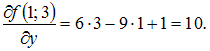 ∂f(1;3)/∂y = 6·3−9·1+1=10.